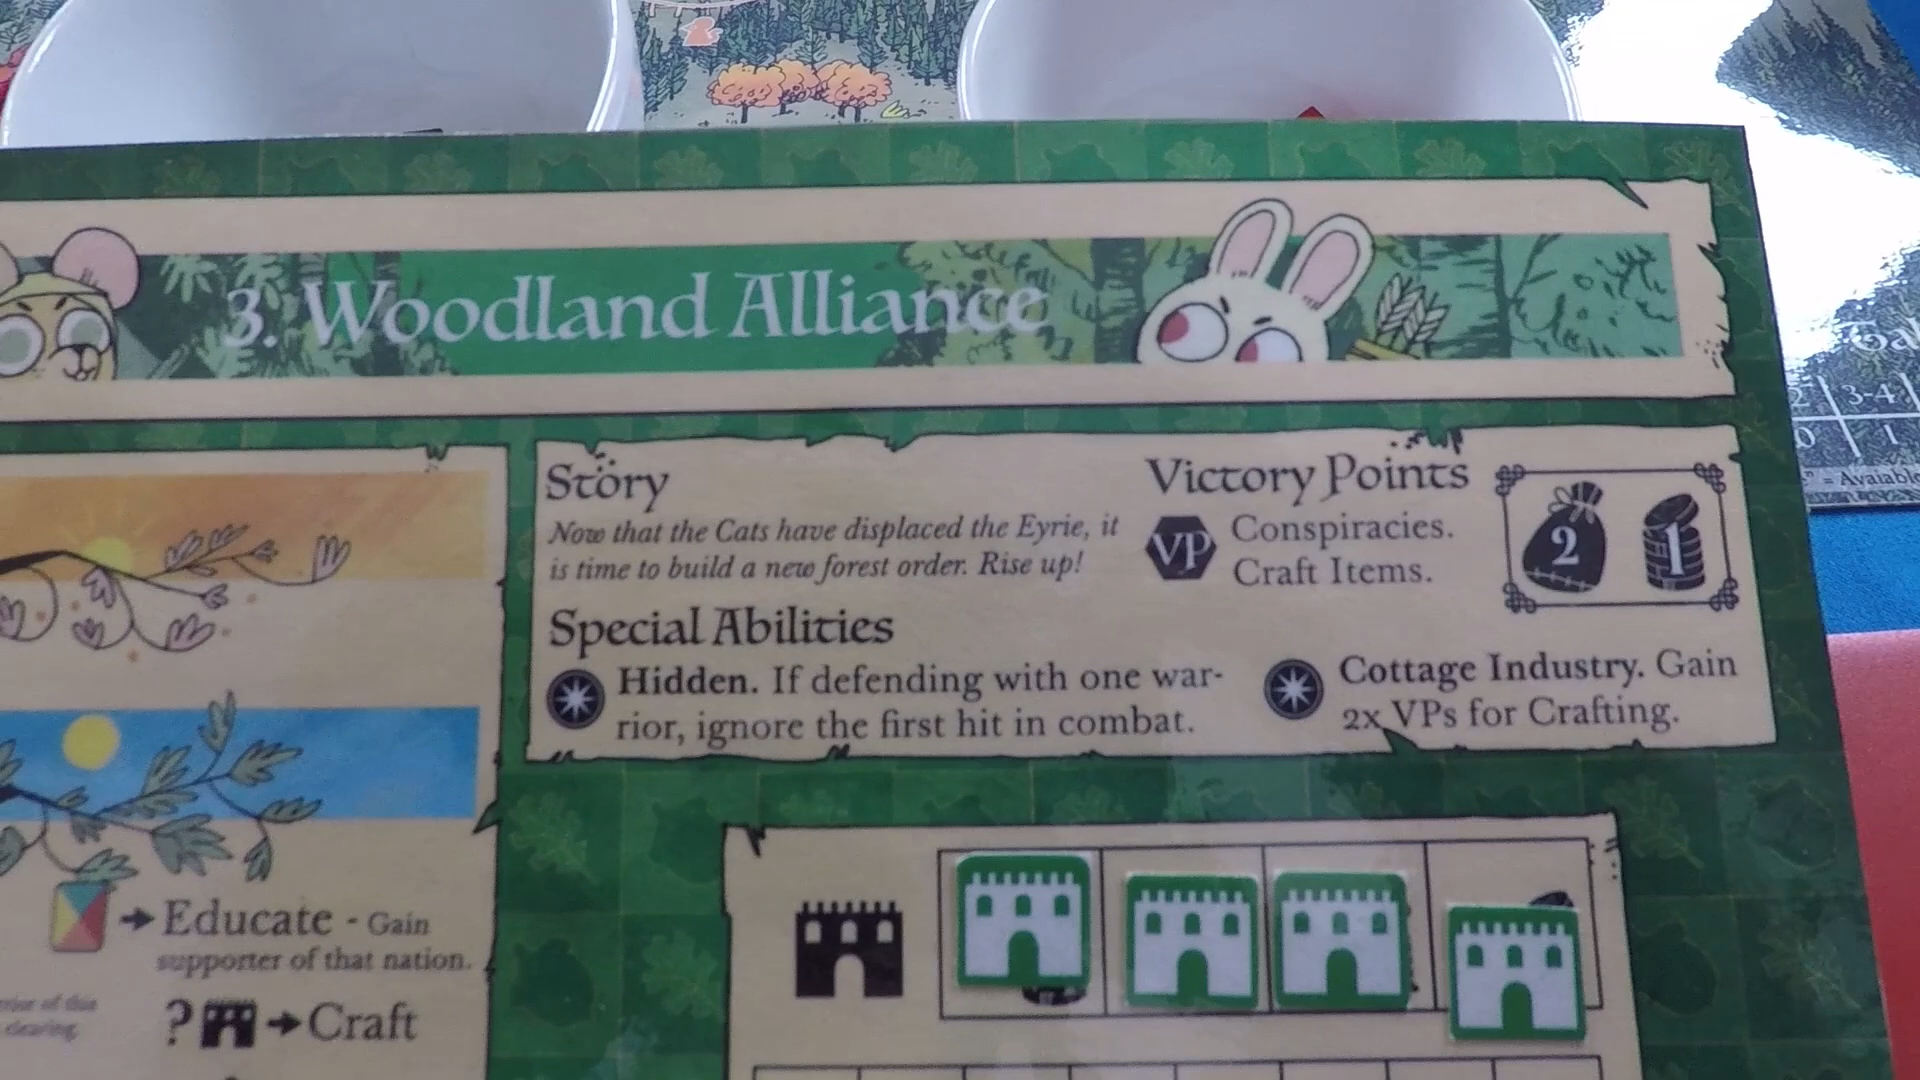 3. Woodland Alliance
Story
Now that the Cats have displaced the Eyrie, it
is time to build a new forest order. Rise up!
Victory Points
VP Conspiracies.
Craft Items.
2 1
Special Abilities
Hidden. If defending with one war-
rior, ignore the first hit in combat.
Cottage Industry. Gain
2x VPs for Crafting.
Educate - Gain
supporter of that nation.
of this
clearing.
? Craft
3-4
1